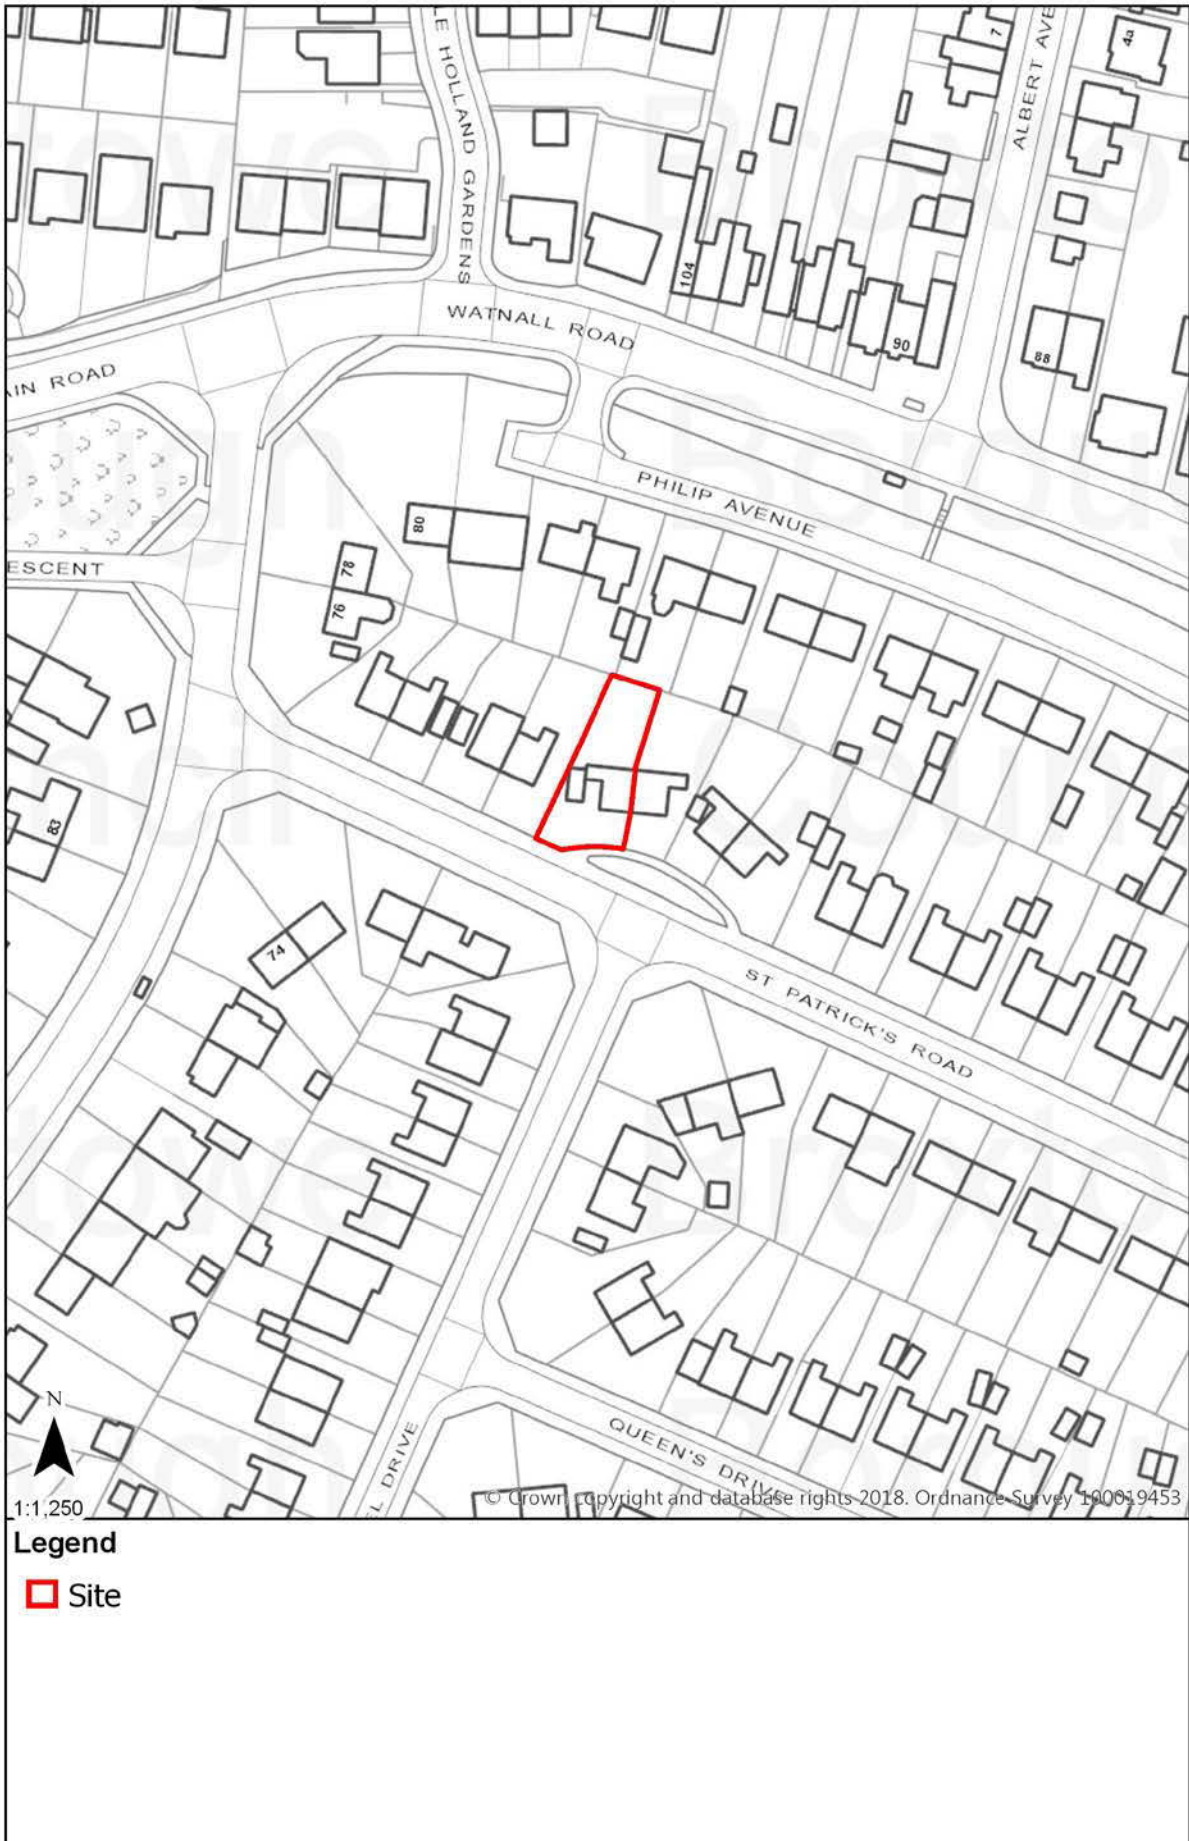 LE HOLLAND GARDENS
7
ALBERT AVE
4a
104
WATNALL ROAD
90
88
AIN ROAD
PHILIP AVENUE
80
78
ESCENT
76
83
74
ST PATRICK'S ROAD
QUEEN'S DRIVE
EL DRIVE
N
1:1,250
© Crown copyright and database rights 2018. Ordnance Survey 100019453
Legend
Site